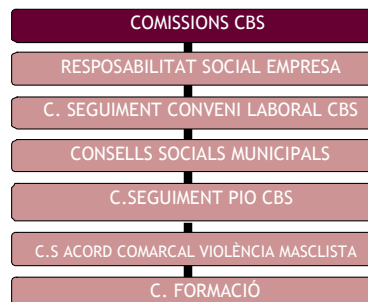 COMISSIONS CBS
RESPOSABILITAT SOCIAL EMPRESA
C. SEGUIMENT CONVENI LABORAL CBS
CONSELLS SOCIALS MUNICIPALS
C.SEGUIMENT PIO CBS
C.S ACORD COMARCAL VIOLÈNCIA MASCLISTA
C. FORMACIÓ